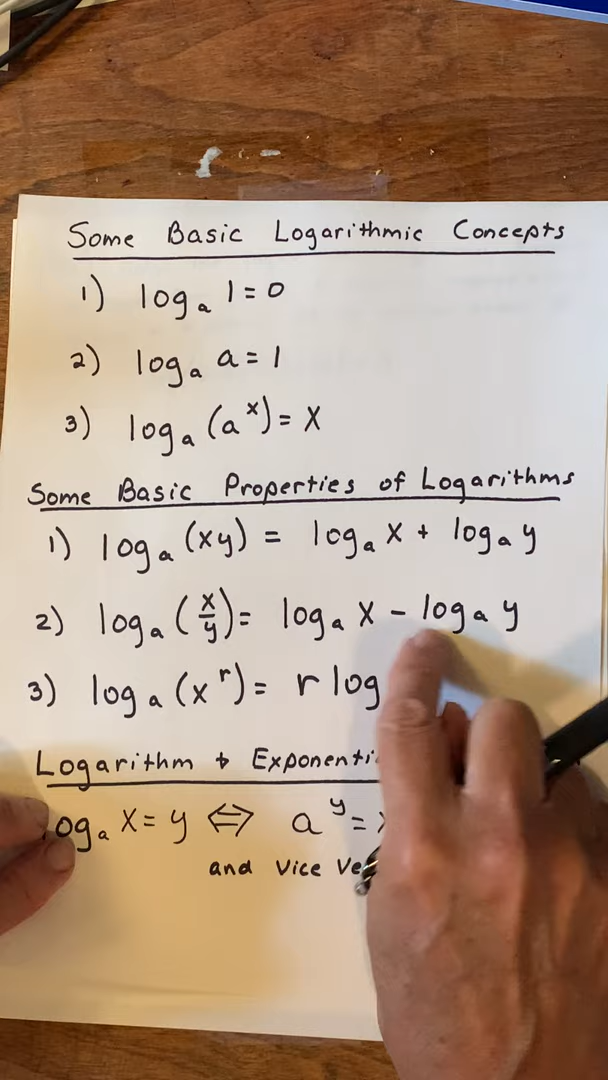 Some Basic Logarithmic Concepts
1) logₐ 1 = 0
2) logₐ a = 1
3) logₐ (aˣ) = x
Some Basic Properties of Logarithms
1) logₐ (xy) = logₐ x + logₐ y
2) logₐ (x/y) = logₐ x - logₐ y
3) logₐ (xʳ) = r log
Logarithm + Exponenti
ogₐ x = y ⇔ aʸ =
and vice ve